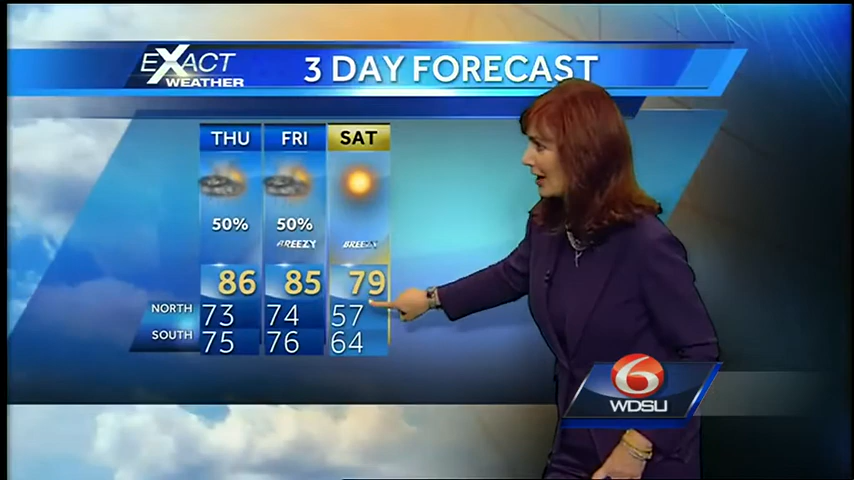 EXACT
WEATHER
3 DAY FORECAST
THU FRI SAT
50% 50%
BREEZY BREEZY
86 85 79
NORTH 73 74 57
SOUTH 75 76 64
6
WDSU